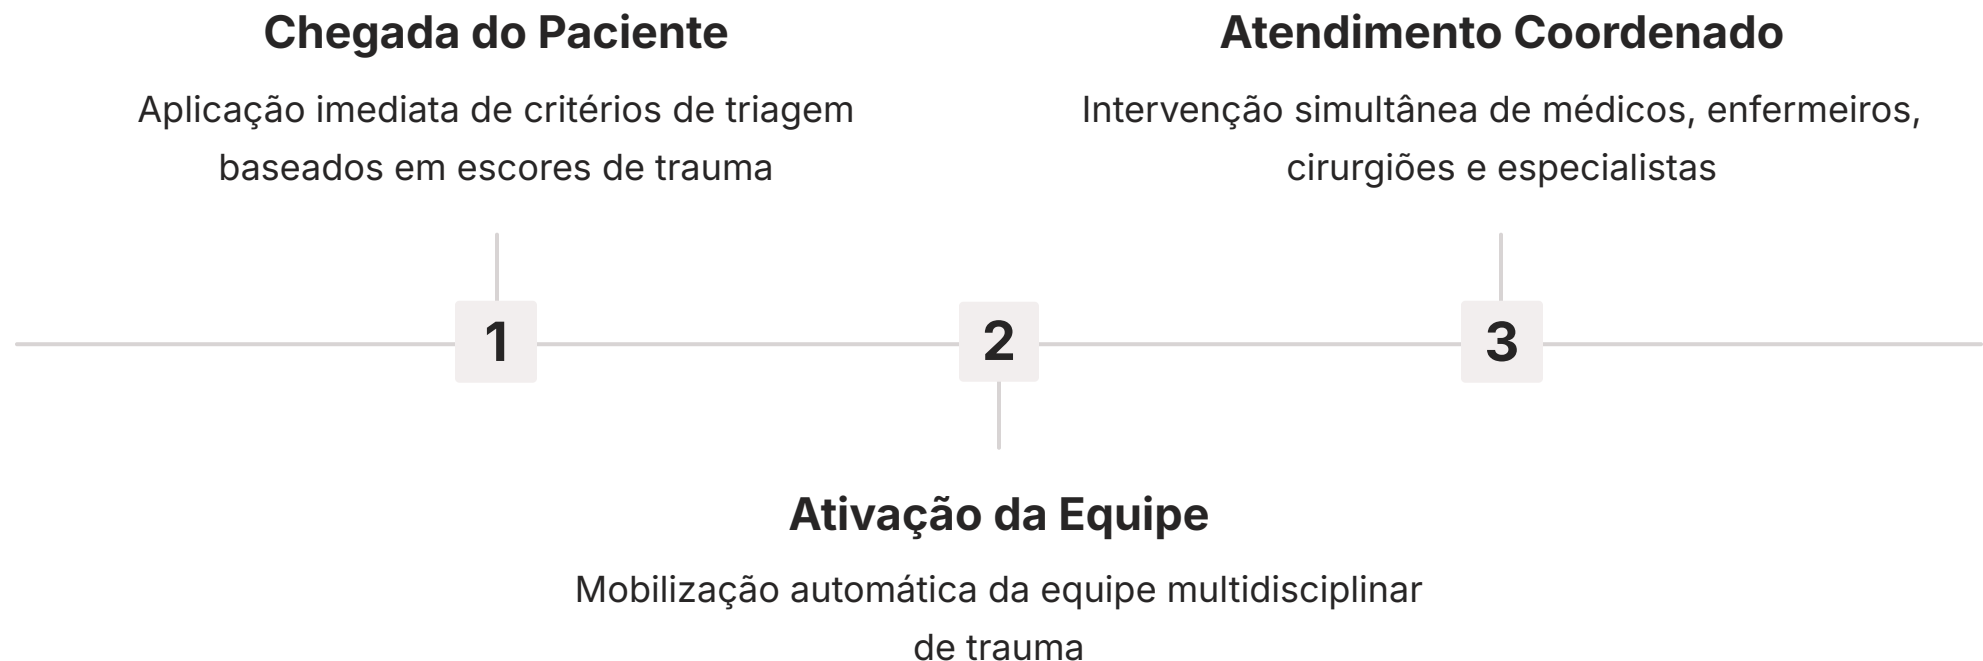 Chegada do Paciente
Aplicação imediata de critérios de triagem
baseados em escores de trauma
1
2
Ativação da Equipe
Mobilização automática da equipe multidisciplinar
de trauma
Atendimento Coordenado
Intervenção simultânea de médicos, enfermeiros,
cirurgiões e especialistas
3